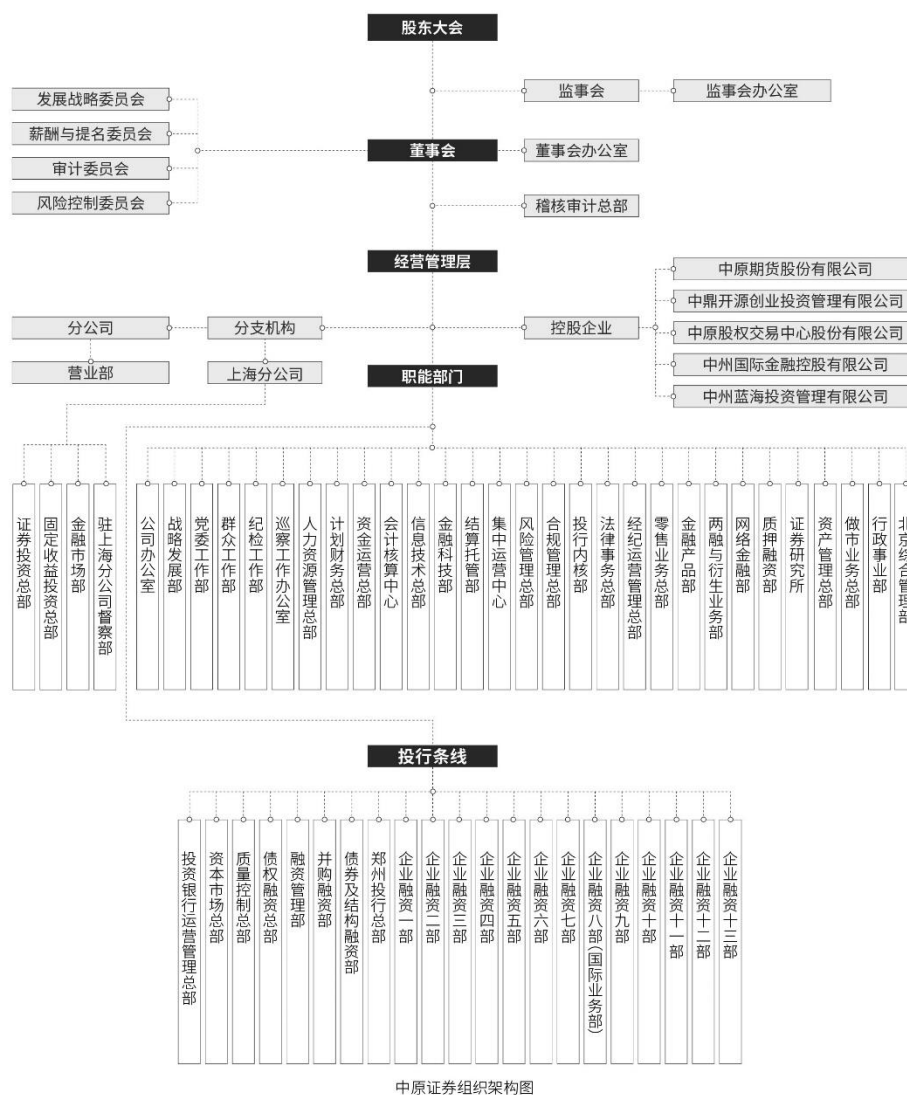 股东大会
监事会
监事会办公室
发展战略委员会
薪酬与提名委员会
审计委员会
风险控制委员会
董事会
董事会办公室
稽核审计总部
经营管理层
中原期货股份有限公司
中鼎开源创业投资管理有限公司
中原股权交易中心股份有限公司
中州国际金融控股有限公司
中州蓝海投资管理有限公司
分公司
分支机构
控股企业
营业部
上海分公司
职能部门
证券投资总部
固定收益投资总部
金融市场部
驻上海分公司督察部
公司办公室
战略发展部
党委工作部
群众工作部
纪检工作部
巡察工作办公室
人力资源管理总部
计划财务总部
资金运营总部
会计核算中心
信息技术总部
金融科技部
结算托管部
集中运营中心
风险管理总部
合规管理总部
投行内核部
法律事务总部
经纪运营管理总部
零售业务总部
金融产品部
两融与衍生业务部
网络金融部
质押融资部
证券研究所
资产管理总部
做市业务总部
行政事业部
北京综合管理部
投行条线
投资银行运营管理总部
资本市场总部
质量控制总部
债权融资总部
融资管理部
并购融资部
债券及结构融资部
郑州投行总部
企业融资一部
企业融资二部
企业融资三部
企业融资四部
企业融资五部
企业融资六部
企业融资七部
企业融资八部(国际业务部)
企业融资九部
企业融资十部
企业融资十一部
企业融资十二部
企业融资十三部
中原证券组织架构图